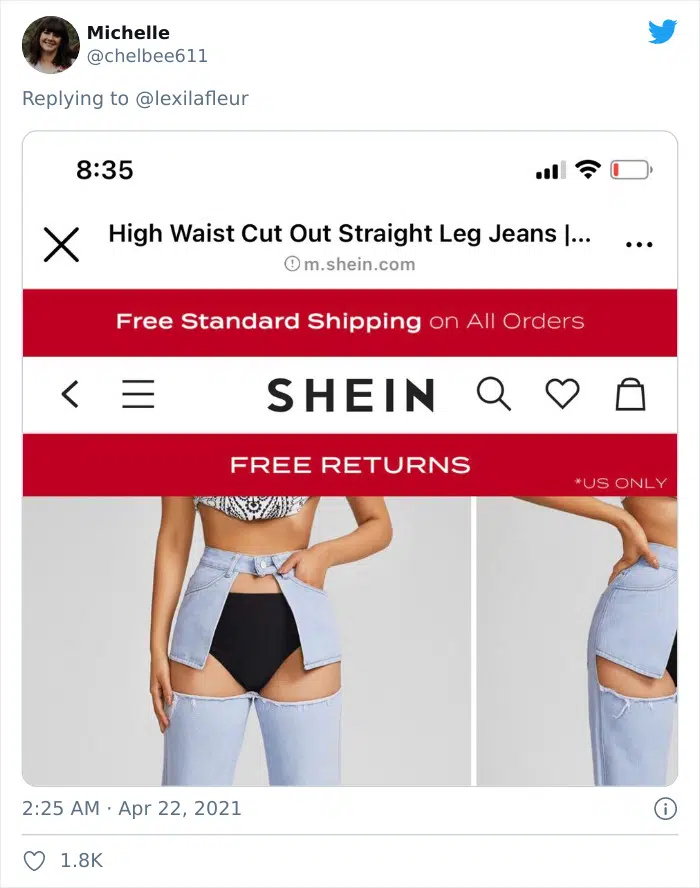 Michelle
@chelbee611
Replying to @lexilafleur
8:35
High Waist Cut Out Straight Leg Jeans |...
m.shein.com
Free Standard Shipping on All Orders
SHEIN
FREE RETURNS
*US ONLY
2:25 AM · Apr 22, 2021
1.8K